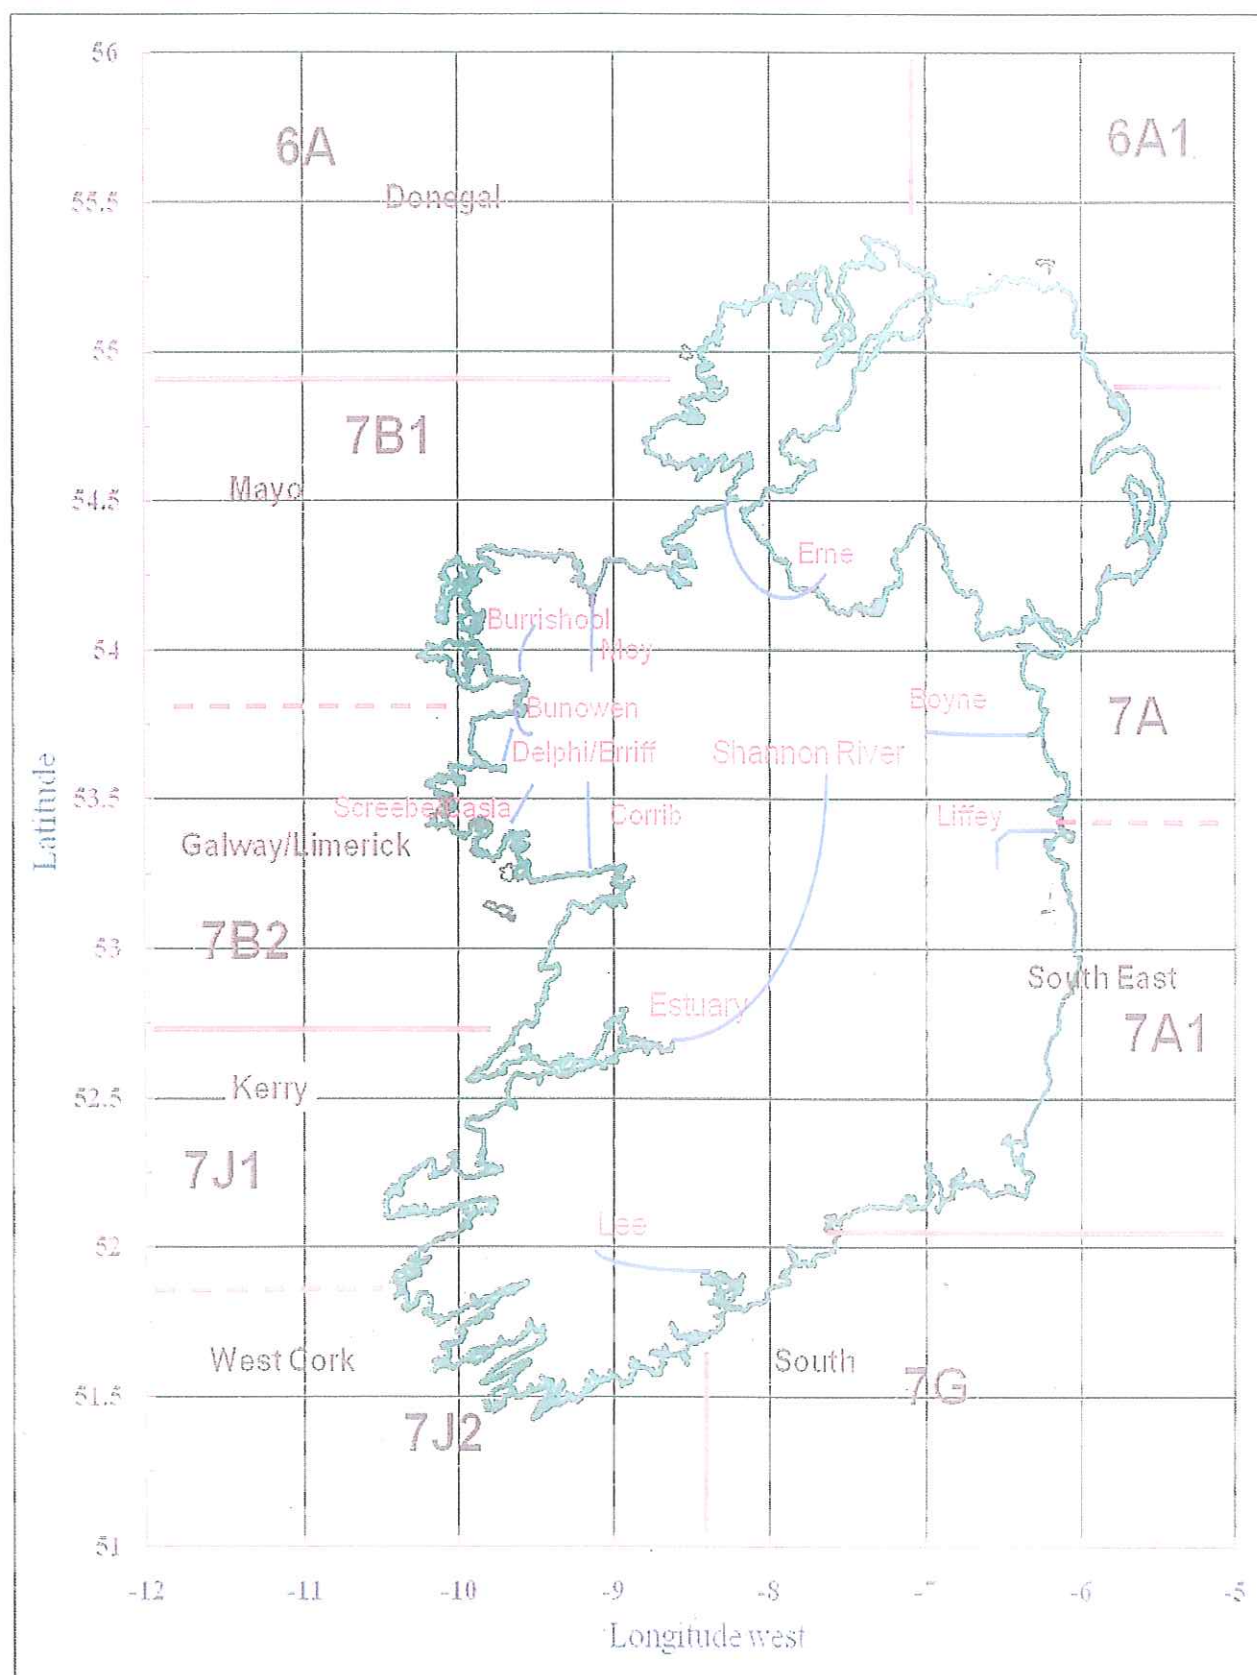 56
6A
6A1
Donegal
55.5
55
7B1
Mayo
54.5
Erne
Burrishool
54
Moy
Boyne
7A
Bunowen
Delphi/Erriff
Shannon River
53.5
Screebe/Casla
Corrib
Liffey
Latitude
Galway/Limerick
7B2
53
South East
Estuary
7A1
Kerry
52.5
7J1
Lee
52
West Cork
South
7G
51.5
7J2
51
-12
-11
-10
-9
-8
-7
-6
-5
Longitude west